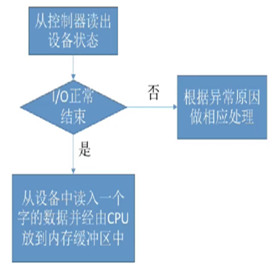 从控制器读出
设备状态
I/O正常
结束
否
根据异常原因
做相应处理
是
从设备中读入一个
字的数据并经由CPU
放到内存缓冲区中